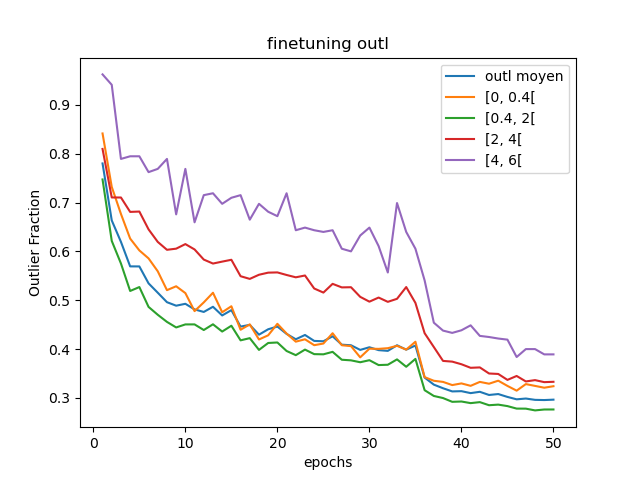 finetuning outl
outl moyen
[0, 0.4[
[0.4, 2[
[2, 4[
[4, 6[
Outlier Fraction
0.9
0.8
0.7
0.6
0.5
0.4
0.3
0 10 20 30 40 50
epochs